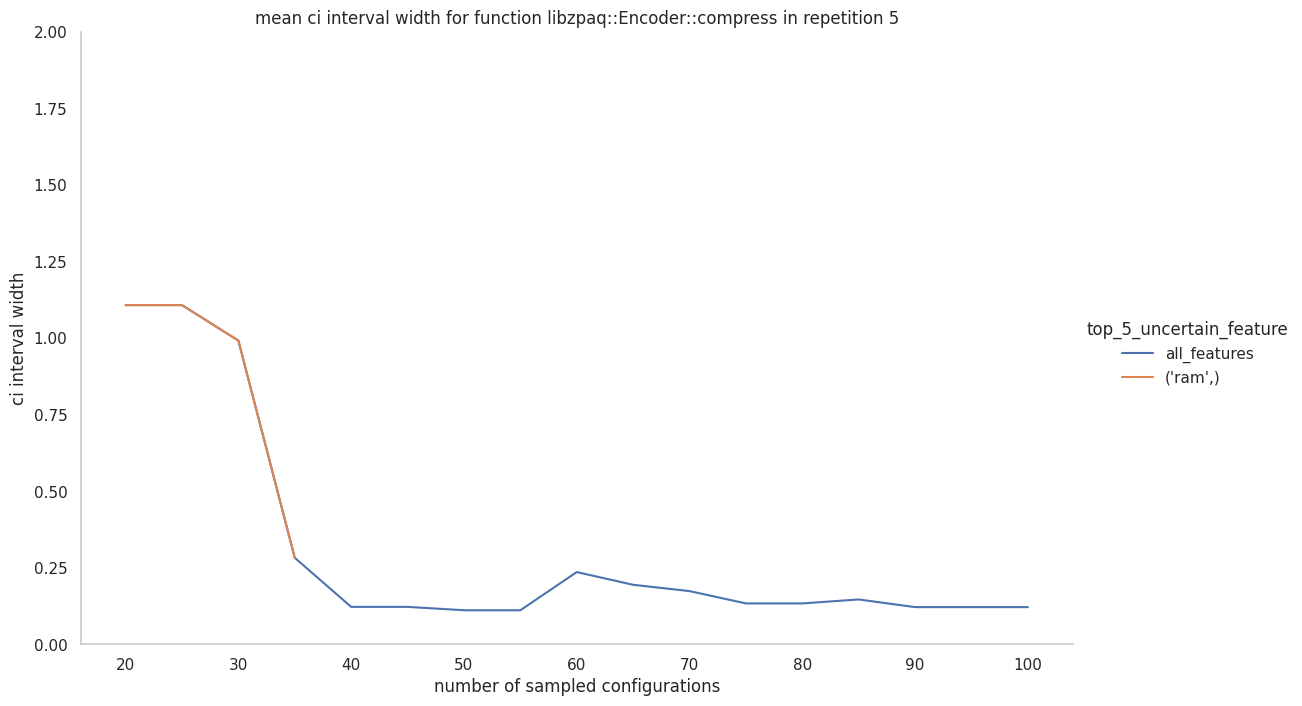 mean ci interval width for function libzpaq::Encoder::compress in repetition 5
2.00
1.75
1.50
1.25
1.00
0.75
0.50
0.25
0.00
ci interval width
20 30 40 50 60 70 80 90 100
number of sampled configurations
top_5_uncertain_feature
all_features
('ram',)